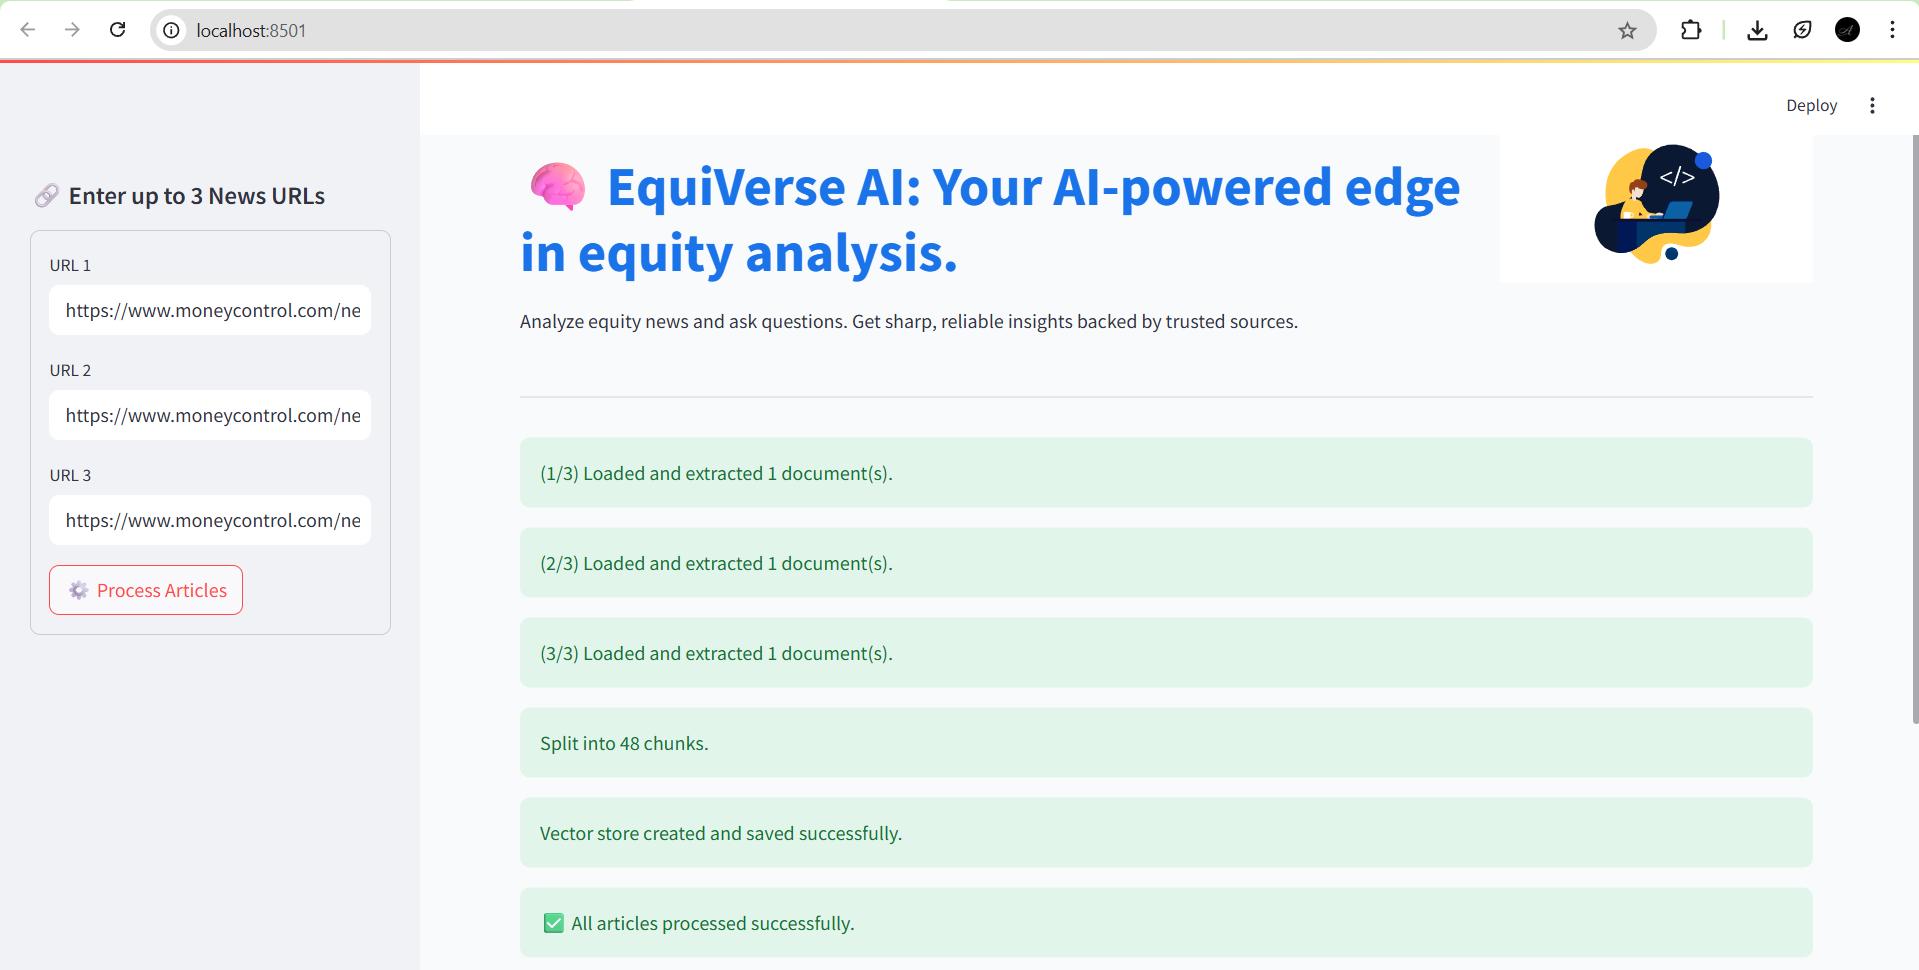 localhost:8501
Deploy
🔗 Enter up to 3 News URLs
URL 1
https://www.moneycontrol.com/ne
URL 2
https://www.moneycontrol.com/ne
URL 3
https://www.moneycontrol.com/ne
⚙️ Process Articles
🧠 EquiVerse AI: Your AI-powered edge
in equity analysis.
</>
Analyze equity news and ask questions. Get sharp, reliable insights backed by trusted sources.
(1/3) Loaded and extracted 1 document(s).
(2/3) Loaded and extracted 1 document(s).
(3/3) Loaded and extracted 1 document(s).
Split into 48 chunks.
Vector store created and saved successfully.
✅ All articles processed successfully.